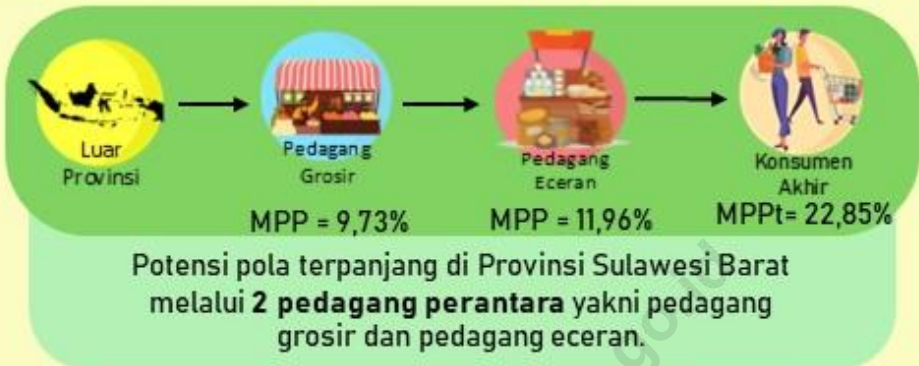 Luar
Provinsi
Pedagang
Grosir
MPP = 9,73%
Pedagang
Eceran
MPP = 11,96%
Konsumen
Akhir
MPPt= 22,85%
Potensi pola terpanjang di Provinsi Sulawesi Barat
melalui 2 pedagang perantara yakni pedagang
grosir dan pedagang eceran.